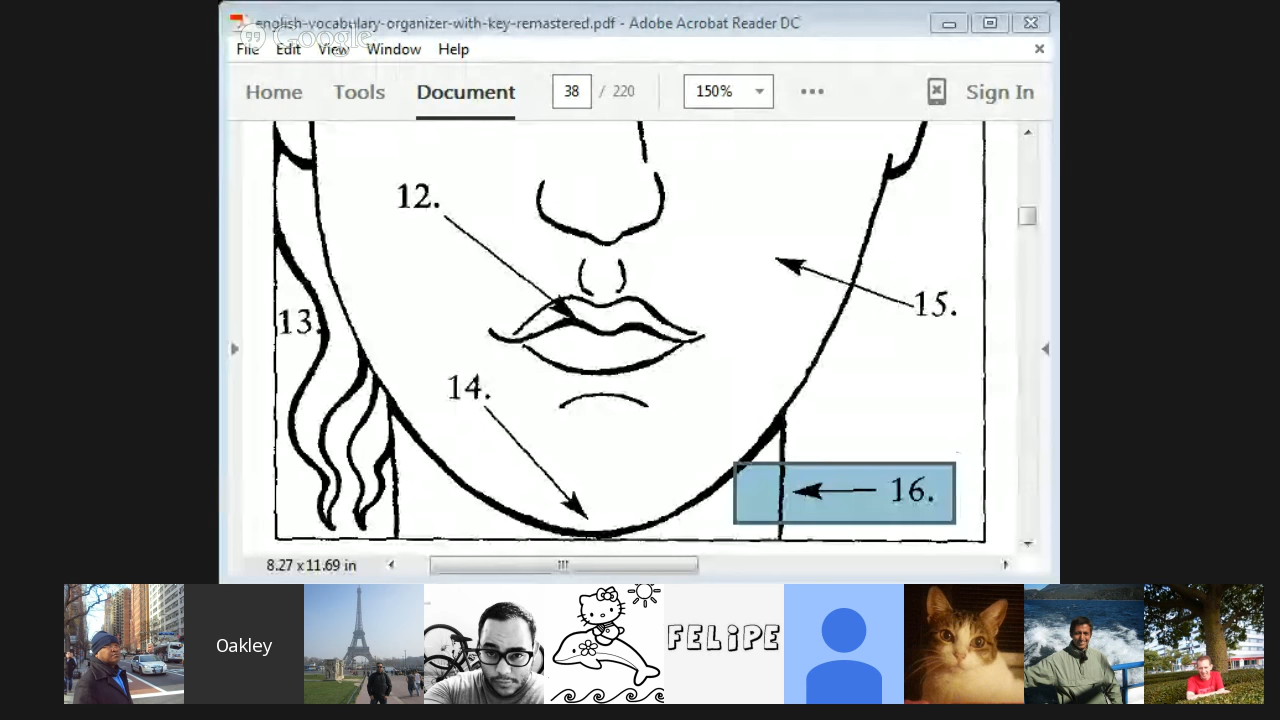 english-vocabulary-organizer-with-key-remastered.pdf - Adobe Acrobat Reader DC
Google
File Edit View Window Help
Home Tools Document 38 / 220 150% Sign In
12.
15.
13.
14.
16.
8.27 x 11.69 in
Oakley
FELIPE